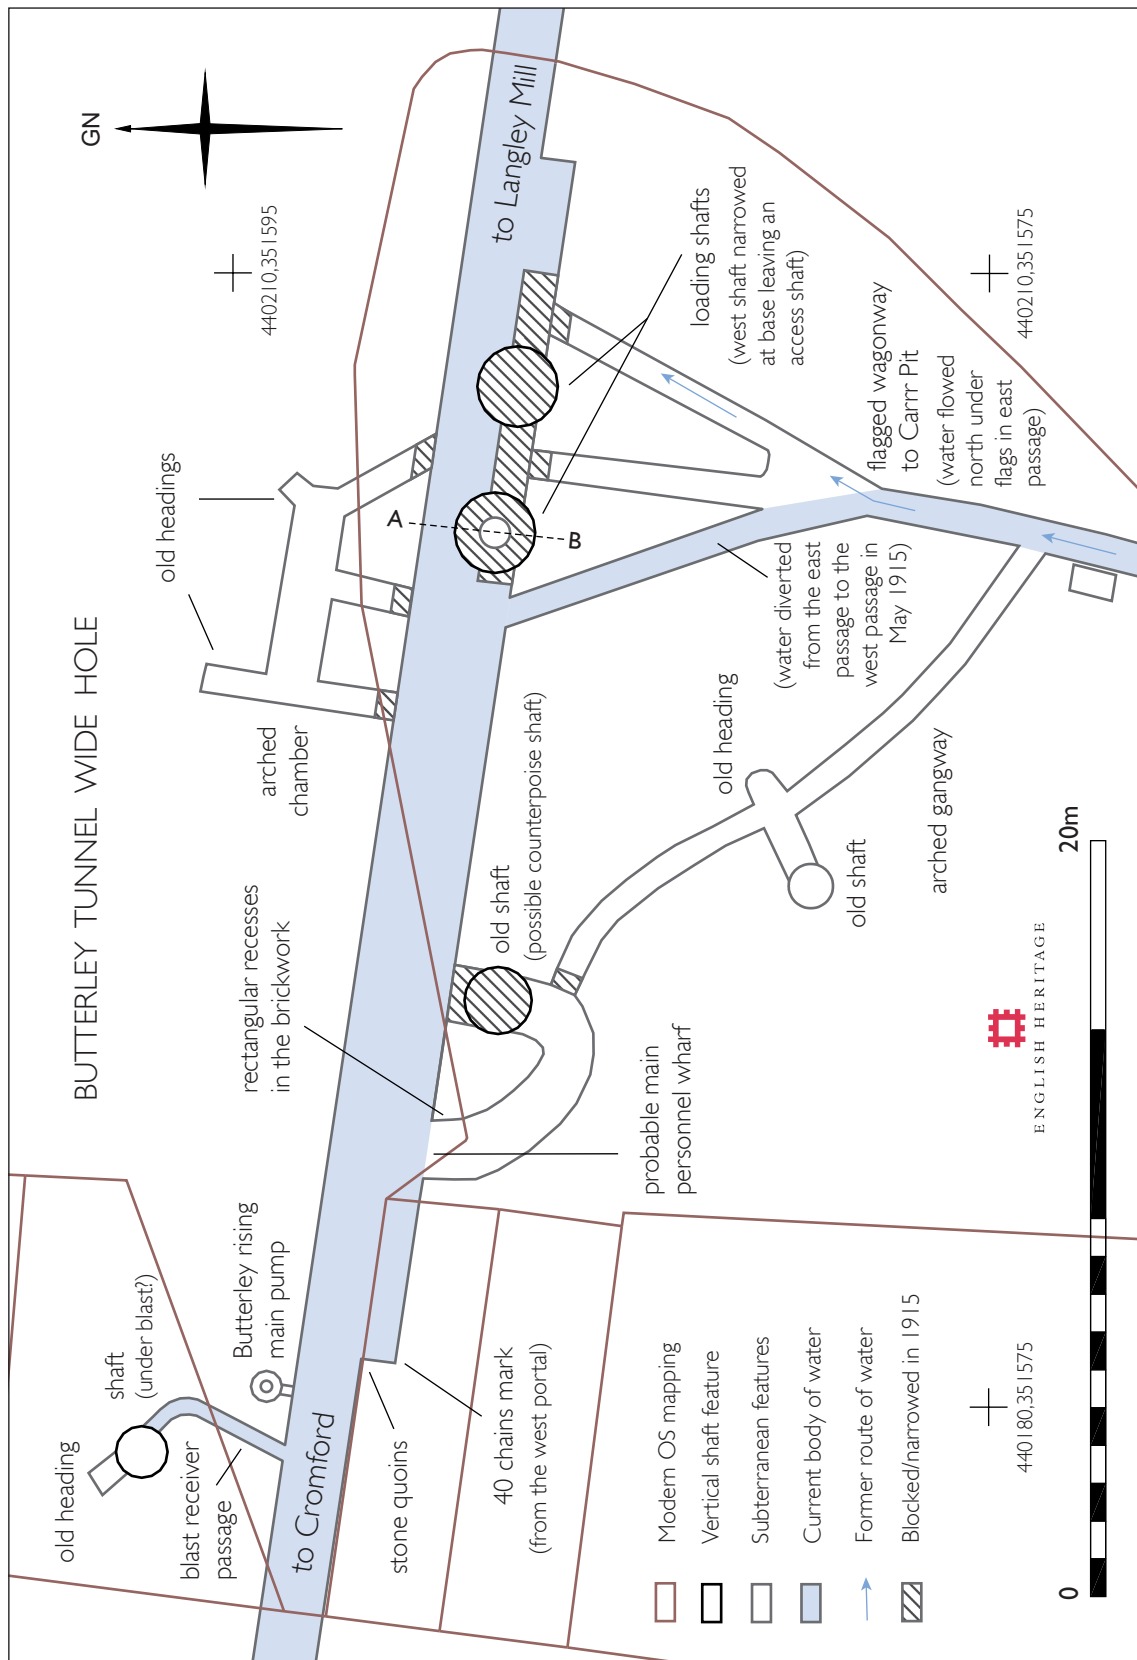 BUTTERLEY TUNNEL WIDE HOLE
GN
old heading
shaft
(under blast?)
blast receiver
passage
Butterley rising
main pump
rectangular recesses
in the brickwork
arched
chamber
old headings
440210,351595
to Cromford
to Langley Mill
A
B
stone quoins
40 chains mark
(from the west portal)
probable main
personnel wharf
old shaft
(possible counterpoise shaft)
old heading
old shaft
arched gangway
(water diverted
from the east
passage to the
west passage in
May 1915)
loading shafts
(west shaft narrowed
at base leaving an
access shaft)
flagged wagonway
to Carrr Pit
(water flowed
north under
flags in east
passage)
440210,351575
Modern OS mapping
Vertical shaft feature
Subterranean features
Current body of water
Former route of water
Blocked/narrowed in 1915
440180,351575
ENGLISH HERITAGE
0
20m